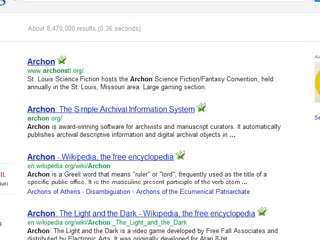 About 8,470,000 results (0.35 seconds)
Archon
www.archonstl.org/
St. Louis Science Fiction hosts the Archon Science Fiction/Fantasy Convention, held
annually in the St. Louis, Missouri area. Large gaming section.
Archon: The Simple Archival Information System
archon.org/
Archon is award-winning software for archivists and manuscript curators. It automatically
publishes archival descriptive information and digital archival objects in ...
Archon - Wikipedia, the free encyclopedia
en.wikipedia.org/wiki/Archon
Archon is a Greek word that means "ruler" or "lord", frequently used as the title of a
specific public office. It is the masculine present participle of the verb stem ...
Archons of Athens - Disambiguation - Archons of the Ecumenical Patriarchate
Archon: The Light and the Dark - Wikipedia, the free encyclopedia
en.wikipedia.org/wiki/Archon:_The_Light_and_the_Dark
Archon: The Light and the Dark is a video game developed by Free Fall Associates and
distributed by Electronic Arts. It was originally developed for Atari 8-bit